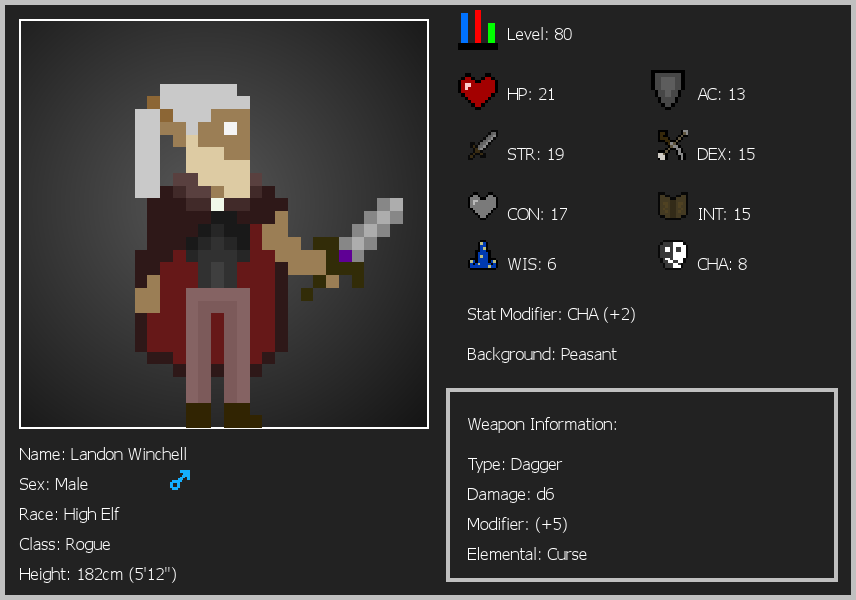 Level: 80
HP: 21
AC: 13
STR: 19
DEX: 15
CON: 17
INT: 15
WIS: 6
CHA: 8
Stat Modifier: CHA (+2)
Background: Peasant
Weapon Information:
Type: Dagger
Damage: d6
Modifier: (+5)
Elemental: Curse
Name: Landon Winchell
Sex: Male
Race: High Elf
Class: Rogue
Height: 182cm (5'12")